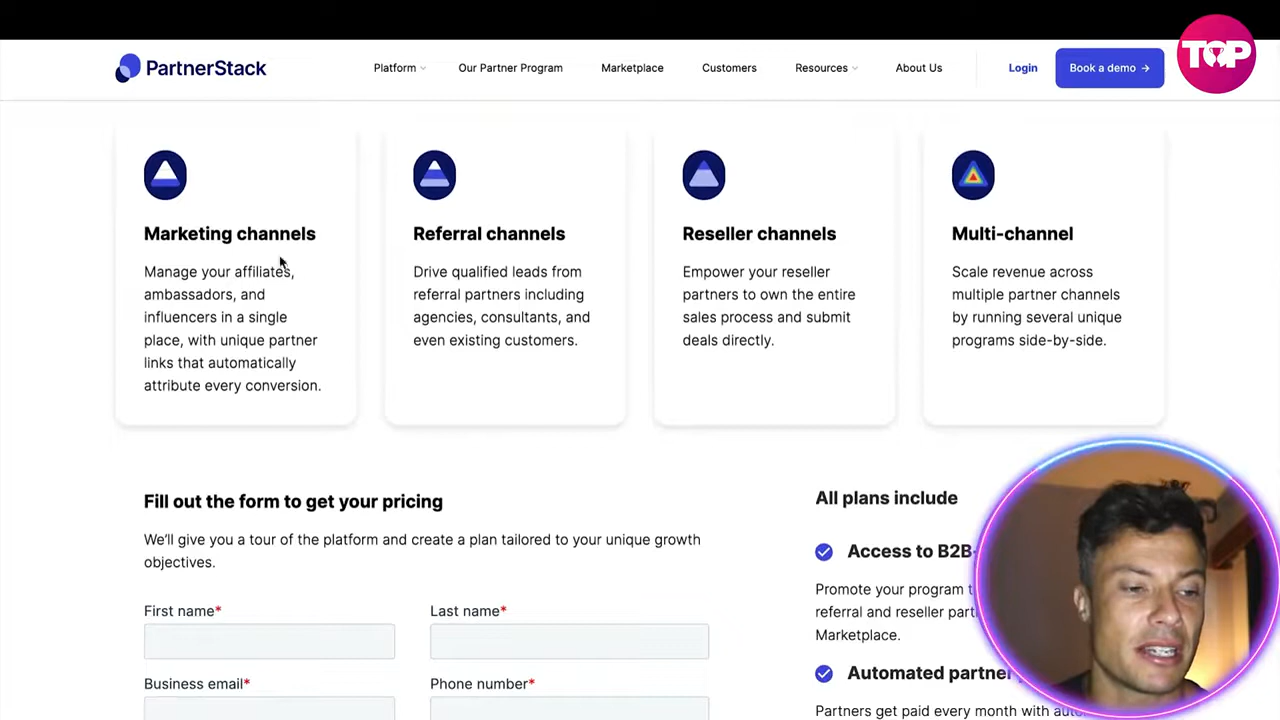 PartnerStack
Platform
Our Partner Program
Marketplace
Customers
Resources
About Us
Login
Book a demo →
TOP
Marketing channels
Manage your affiliates,
ambassadors, and
influencers in a single
place, with unique partner
links that automatically
attribute every conversion.
Referral channels
Drive qualified leads from
referral partners including
agencies, consultants, and
even existing customers.
Reseller channels
Empower your reseller
partners to own the entire
sales process and submit
deals directly.
Multi-channel
Scale revenue across
multiple partner channels
by running several unique
programs side-by-side.
Fill out the form to get your pricing
We’ll give you a tour of the platform and create a plan tailored to your unique growth
objectives.
First name*
Last name*
Business email*
Phone number*
All plans include
Access to B2B-
Promote your program
referral and reseller
Marketplace.
Automated partner
Partners get paid every month with